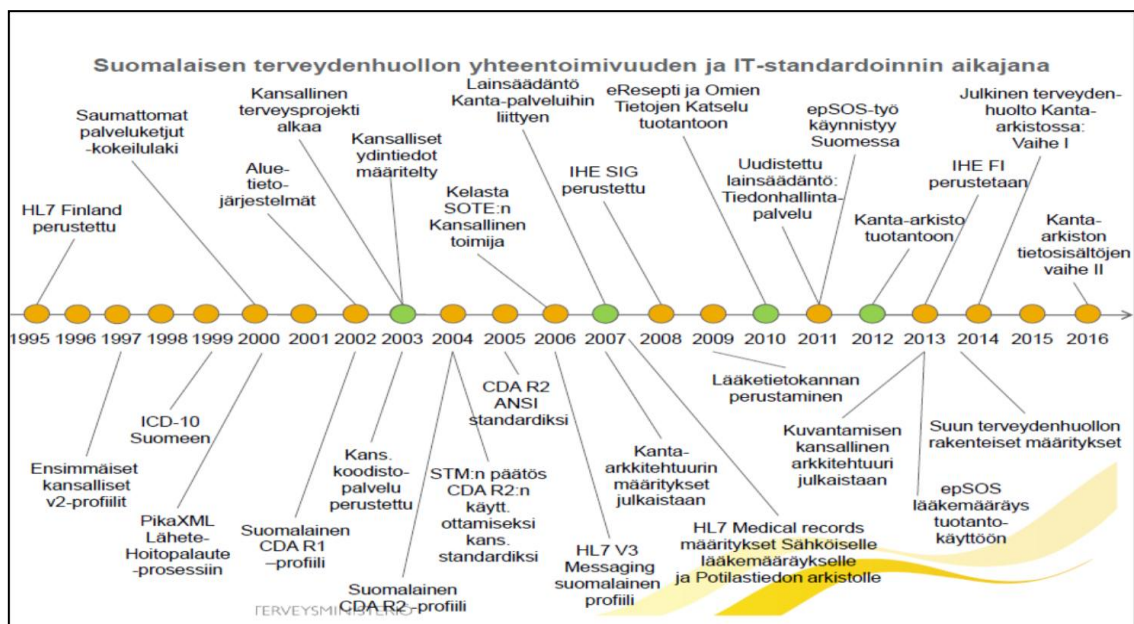 Suomalaisen terveydenhuollon yhteentoimivuuden ja IT-standardoinnin aikajana
HL7 Finland
perustettu
Saumattomat
palveluketjut
-kokeilulaki
Alue-
tieto-
järjestelmät
Kansallinen
terveysprojekti
alkaa
Kansalliset
ydintiedot
määritelty
Kelasta
SOTE:n
Kansallinen
toimija
Lainsäädäntö
Kanta-palveluihin
liittyen
IHE SIG
perustettu
eResepti ja Omien
Tietojen Katselu
tuotantoon
Uudistettu
lainsäädäntö:
Tiedonhallinta-
palvelu
epSOS-työ
käynnistyy
Suomessa
Kanta-arkisto
tuotantoon
IHE FI
perustetaan
Julkinen terveyden-
huolto Kanta-
arkistossa:
Vaihe I
Kanta-
arkiston
tietosisältöjen
vaihe II
1995 1996 1997 1998 1999 2000 2001 2002 2003 2004 2005 2006 2007 2008 2009 2010 2011 2012 2013 2014 2015 2016
Ensimmäiset
kansalliset
v2-profiilit
ICD-10
Suomeen
PikaXML
Lähete-
Hoitopalaute
-prosessiin
Suomalainen
CDA R1
–profiili
Kans.
koodisto-
palvelu
perustettu
Suomalainen
CDA R2 -profiili
STM:n päätös
CDA R2:n
käytt.
ottamiseksi
kans.
standardiksi
CDA R2
ANSI
standardiksi
HL7 V3
Messaging
suomalainen
profiili
Kanta-
arkkitehtuurin
määritykset
julkaistaan
HL7 Medical records
määritykset Sähköiselle
lääkemääräykselle
ja Potilastiedon arkistolle
Lääketietokannan
perustaminen
Kuvantamisen
kansallinen
arkkitehtuuri
julkaistaan
epSOS
lääkemääräys
tuotanto-
käyttöön
Suun terveydenhuollon
rakenteiset määritykset
TERVEYSMINISTERIÖ